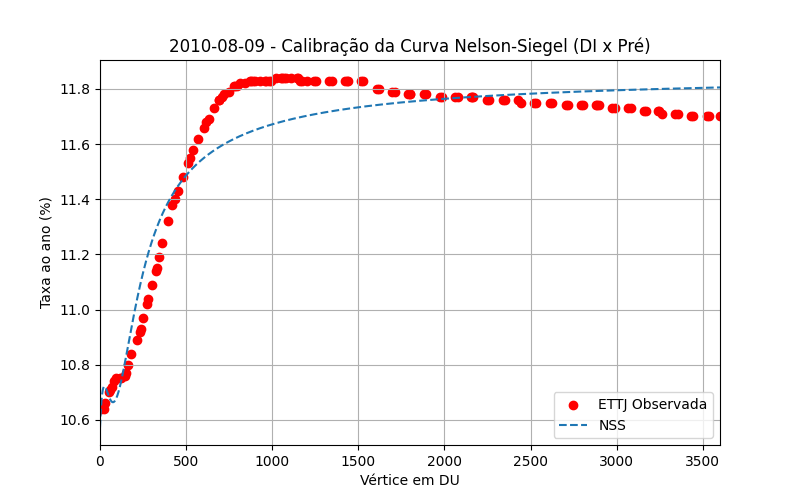 2010-08-09 - Calibração da Curva Nelson-Siegel (DI x Pré)
Taxa ao ano (%)
11.8
11.6
11.4
11.2
11.0
10.8
10.6
0 500 1000 1500 2000 2500 3000 3500
Vértice em DU
ETTJ Observada
NSS